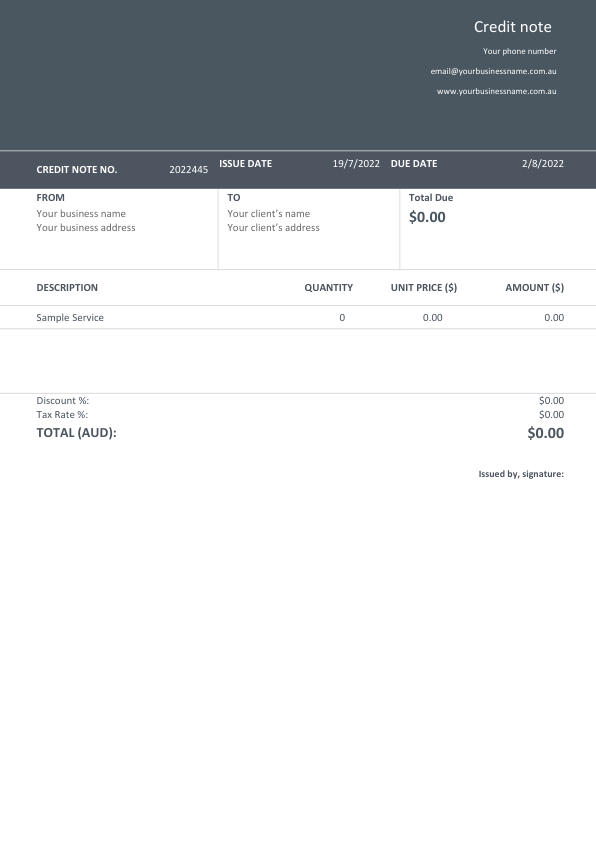 Credit note
Your phone number
email@yourbusinessname.com.au
www.yourbusinessname.com.au
CREDIT NOTE NO. 2022445 ISSUE DATE 19/7/2022 DUE DATE 2/8/2022
FROM TO Total Due
Your business name Your client’s name $0.00
Your business address Your client’s address
DESCRIPTION QUANTITY UNIT PRICE ($) AMOUNT ($)
Sample Service 0 0.00 0.00
Discount %: $0.00
Tax Rate %: $0.00
TOTAL (AUD): $0.00
Issued by, signature: